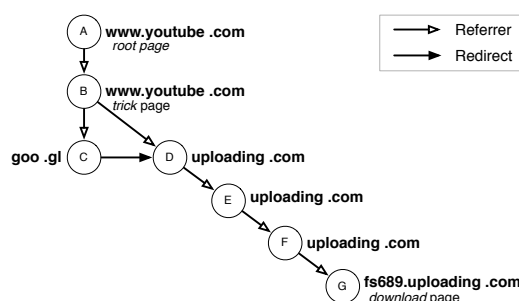 A
www.youtube .com
root page
Referrer
Redirect
B
www.youtube .com
trick page
goo .gl
C
D
uploading .com
E
uploading .com
F
uploading .com
G
fs689.uploading .com
download page